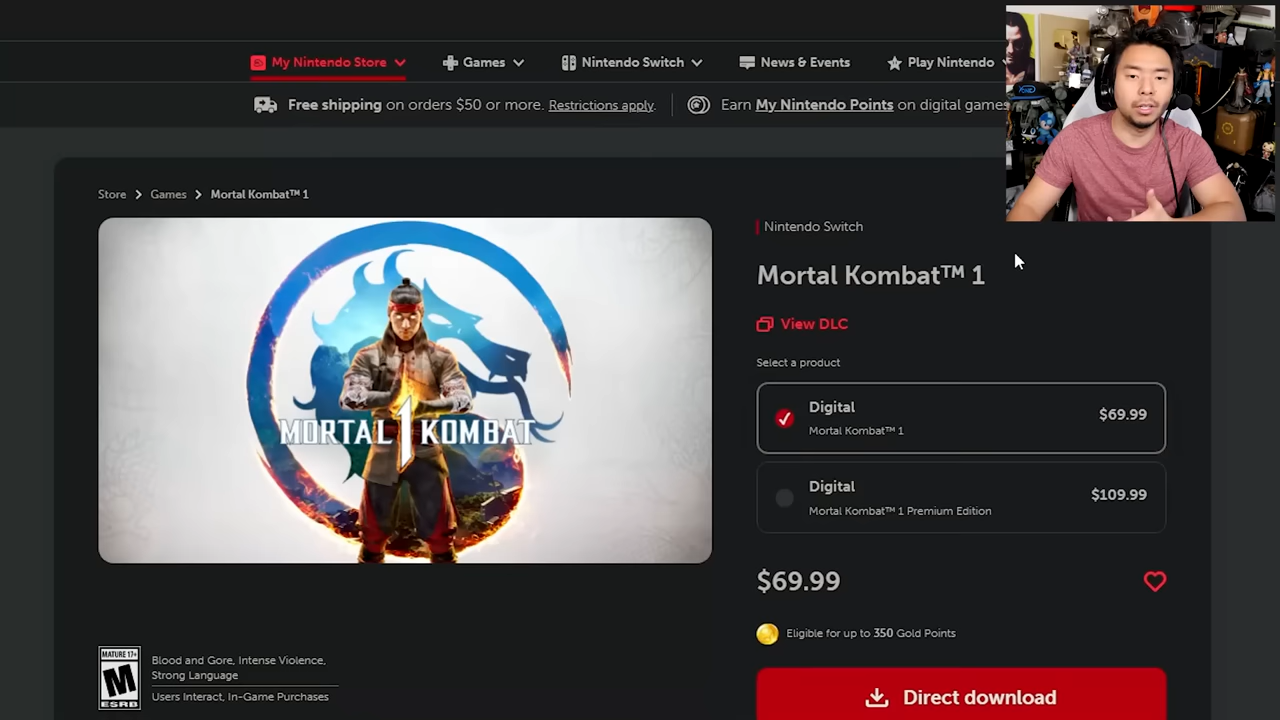 My Nintendo Store
Games
Nintendo Switch
News & Events
Play Nintendo
Free shipping on orders $50 or more. Restrictions apply.
Earn My Nintendo Points on digital games
Store > Games > Mortal Kombat™ 1
MORTAL 1 KOMBAT
Nintendo Switch
Mortal Kombat™ 1
View DLC
Select a product
Digital
$69.99
Mortal Kombat™ 1
Digital
$109.99
Mortal Kombat™ 1 Premium Edition
$69.99
Eligible for up to 350 Gold Points
Direct download
MATURE 17+
M
ESRB
Blood and Gore, Intense Violence,
Strong Language
Users Interact, In-Game Purchases